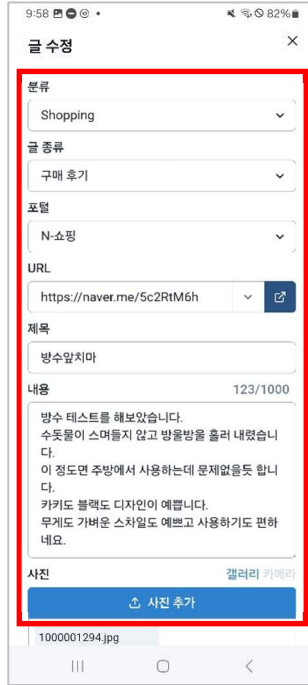 9:58
82%
글 수정
분류
Shopping
글 종류
구매 후기
포털
N-쇼핑
URL
https://naver.me/5c2RtM6h
제목
방수앞치마
내용 123/1000
방수 테스트를 해보았습니다.
수돗물이 스며들지 않고 방울방울 흘러 내렸습니
다.
이 정도면 주방에서 사용하는데 문제없을듯 합니
다.
카키도 블랙도 디자인이 예쁩니다.
무게도 가벼운 스차일도 예쁘고 사용하기도 편하
네요.
사진 갤러리 카메라
사진 추가
1000001294.jpg